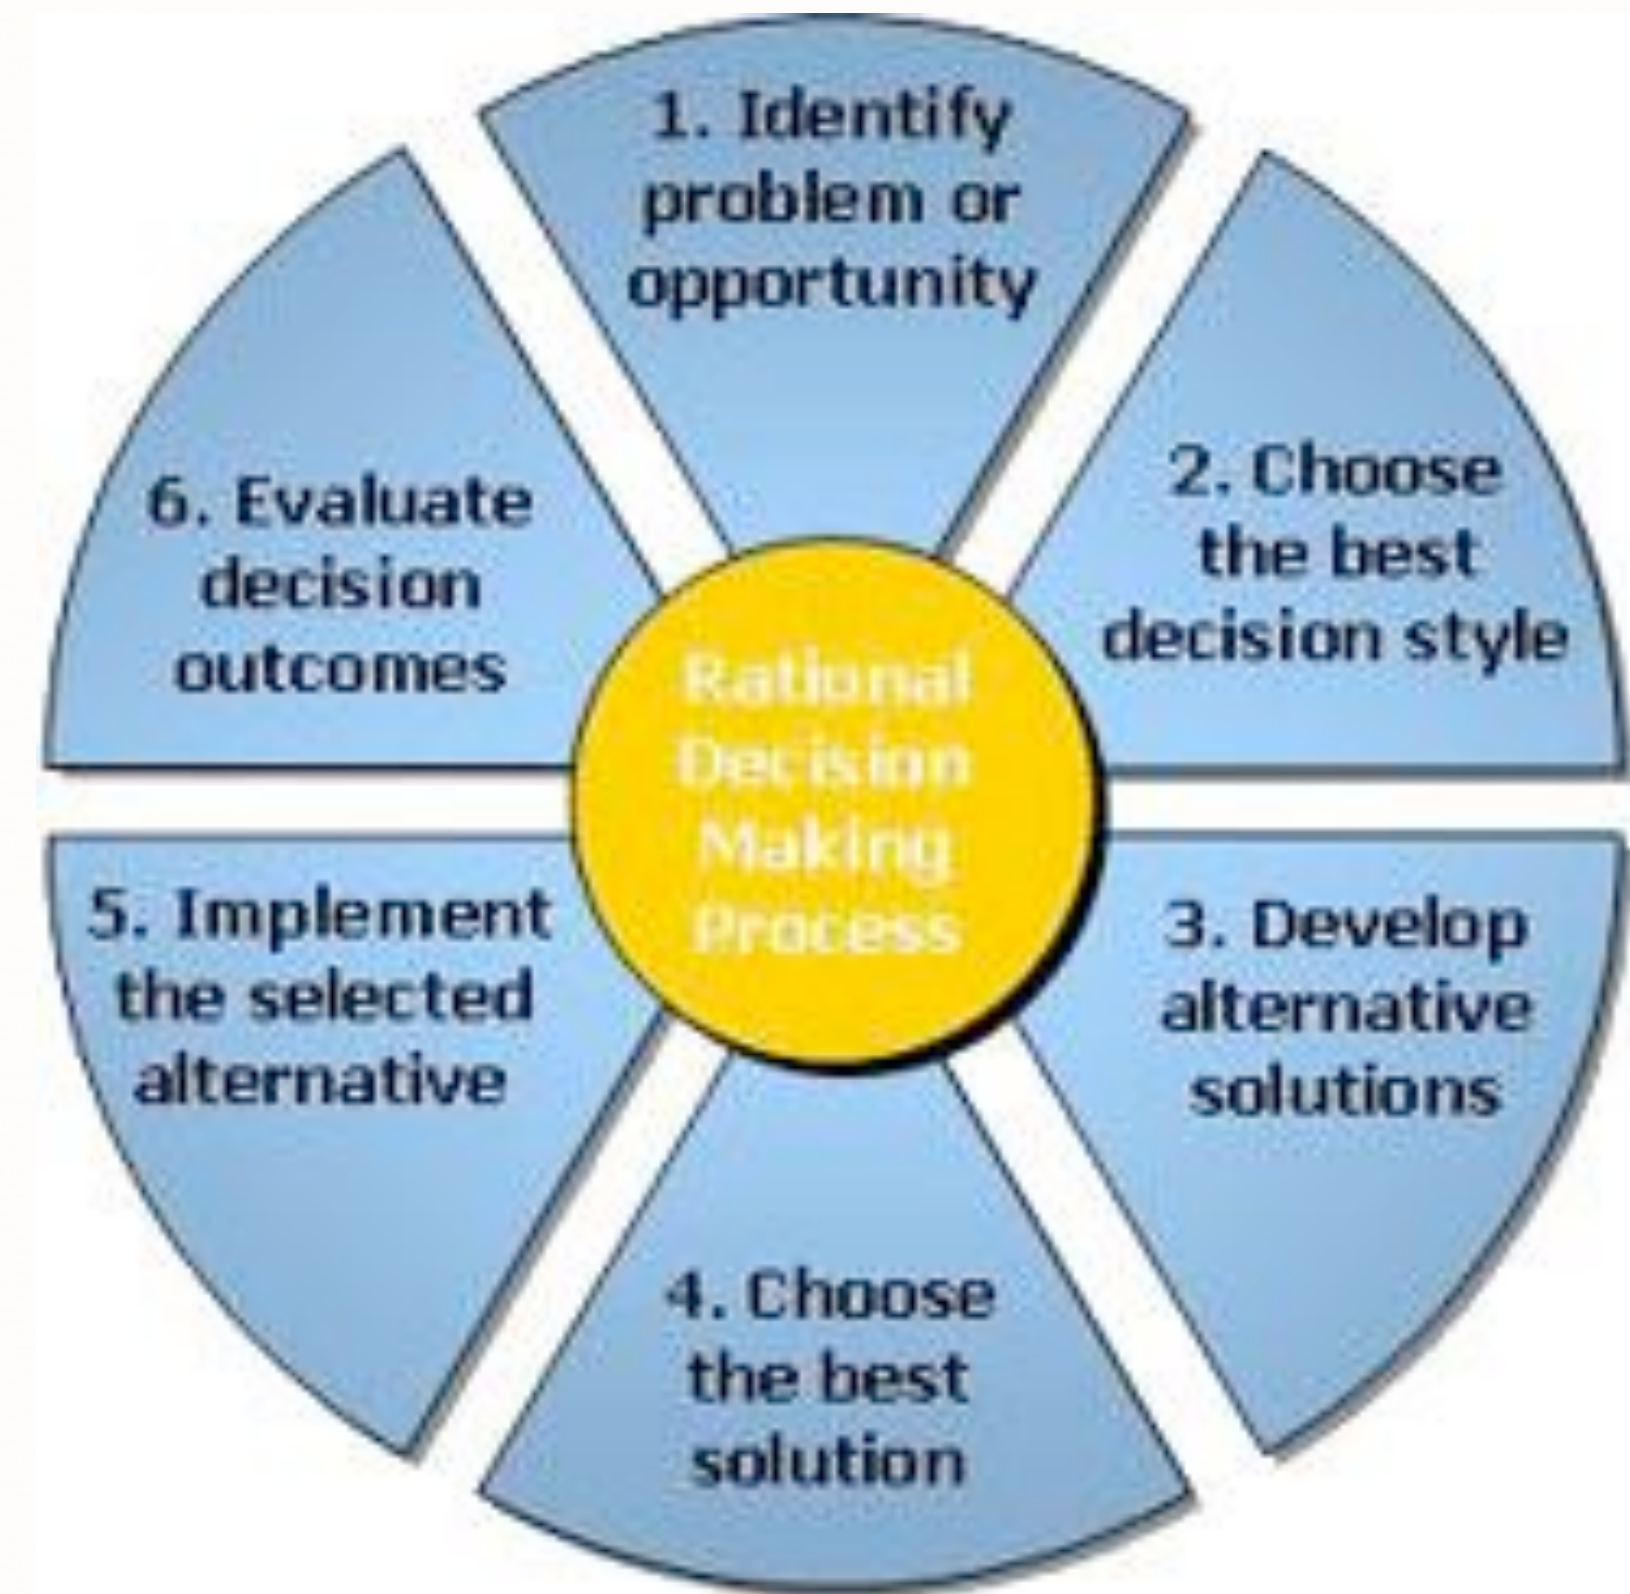 1. Identify
problem or
opportunity
2. Choose
the best
decision style
3. Develop
alternative
solutions
4. Choose
the best
solution
5. Implement
the selected
alternative
6. Evaluate
decision
outcomes
Rational
Decision
Making
Process